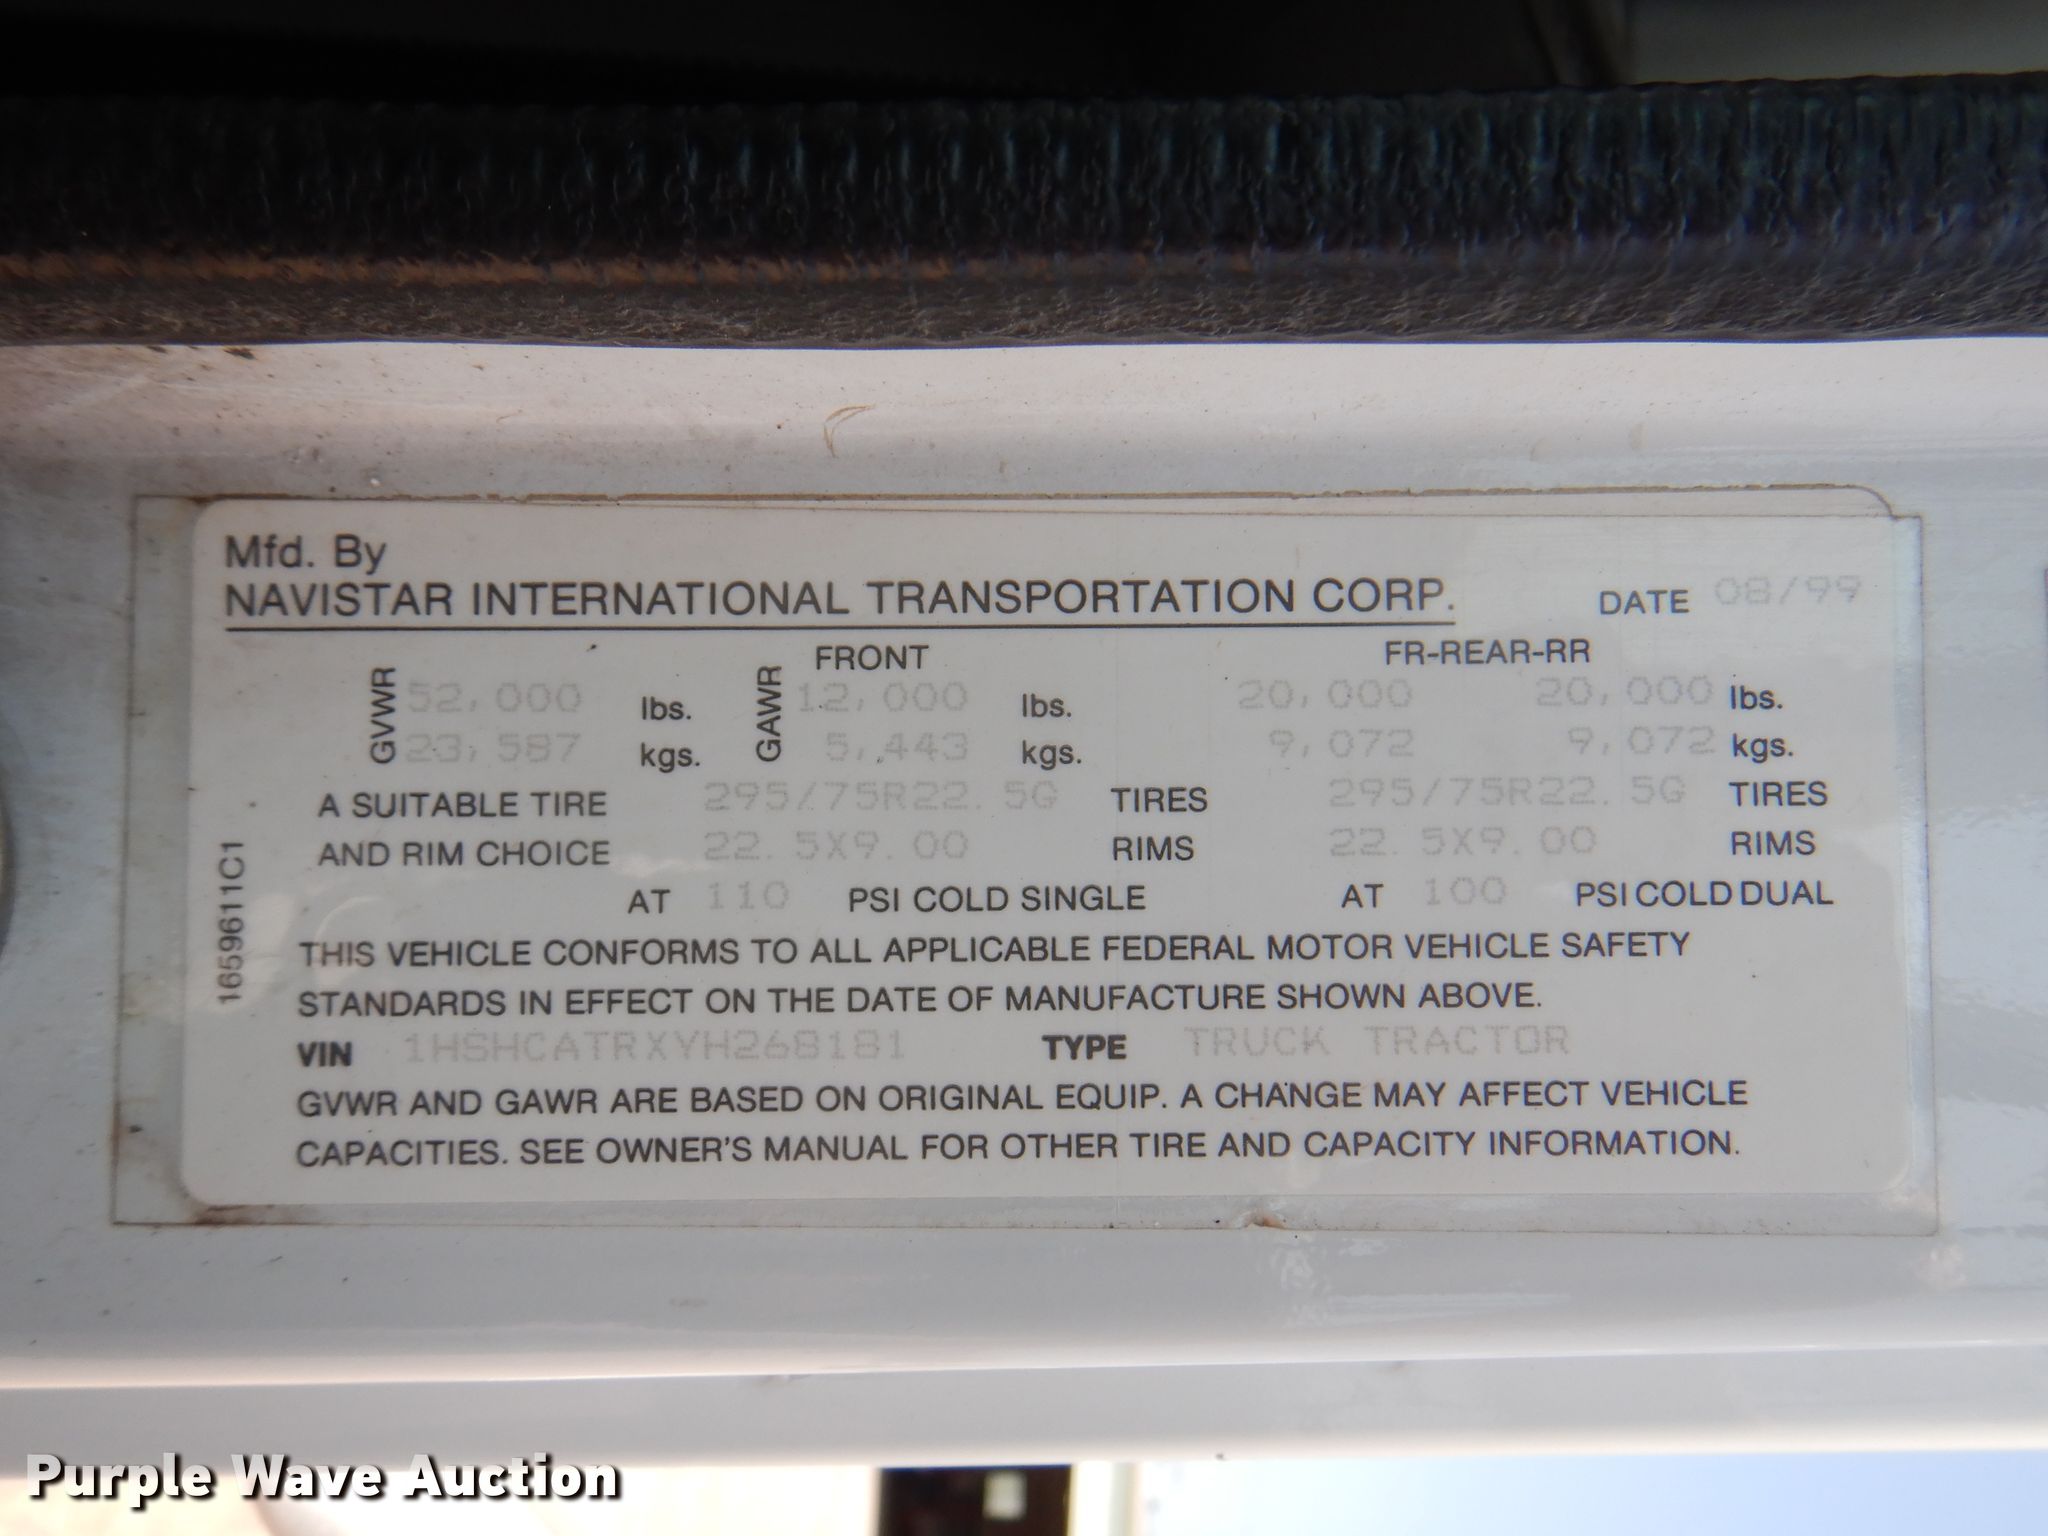 Mfd. By
NAVISTAR INTERNATIONAL TRANSPORTATION CORP. DATE 08/99
FRONT FR-REAR-RR
GVWR 52,000 lbs. GAWR 12,000 lbs. 20,000 20,000 lbs.
23,587 kgs. 5,443 kgs. 9,072 9,072 kgs.
A SUITABLE TIRE 295/75R22.5G TIRES 295/75R22.5G TIRES
AND RIM CHOICE 22.5X9.00 RIMS 22.5X9.00 RIMS
AT 110 PSI COLD SINGLE AT 100 PSI COLD DUAL
1659611C1
THIS VEHICLE CONFORMS TO ALL APPLICABLE FEDERAL MOTOR VEHICLE SAFETY
STANDARDS IN EFFECT ON THE DATE OF MANUFACTURE SHOWN ABOVE.
VIN 1HSHCATRXYH268181 TYPE TRUCK TRACTOR
GVWR AND GAWR ARE BASED ON ORIGINAL EQUIP. A CHANGE MAY AFFECT VEHICLE
CAPACITIES. SEE OWNER'S MANUAL FOR OTHER TIRE AND CAPACITY INFORMATION.
Purple Wave Auction